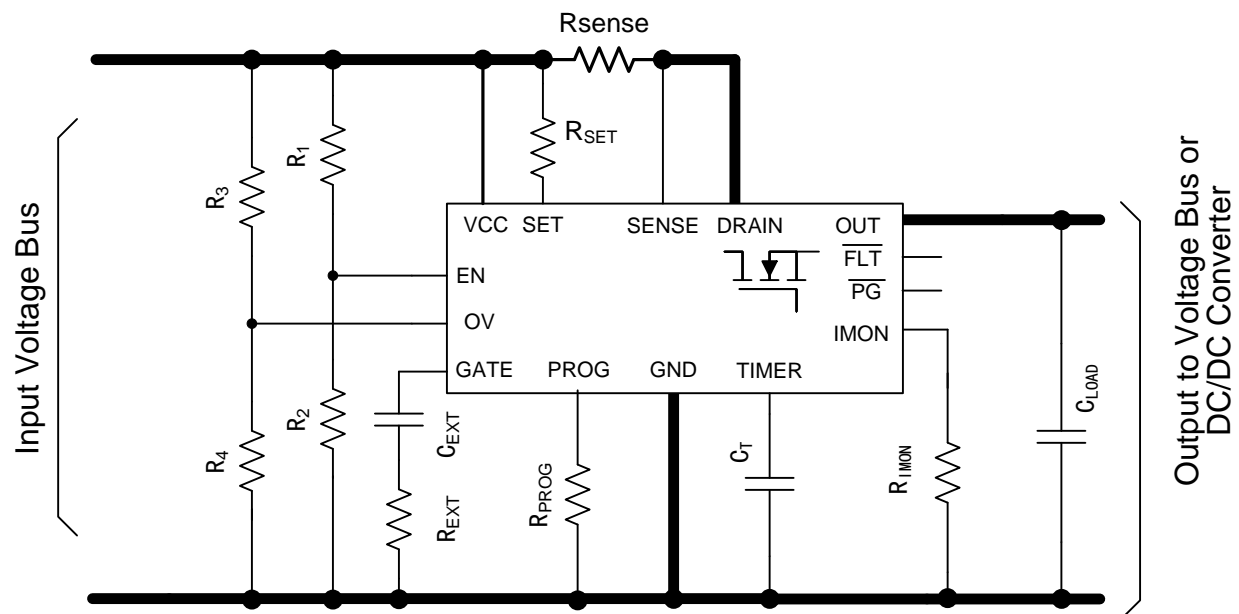 Rsense
Input Voltage Bus
R3
R1
RSET
VCC SET SENSE DRAIN OUT
FLT
EN
PG
OV
IMON
GATE PROG GND TIMER
R4
R2
CEXT
REXT
RPROG
CT
RIMON
CLOAD
Output to Voltage Bus or
DC/DC Converter